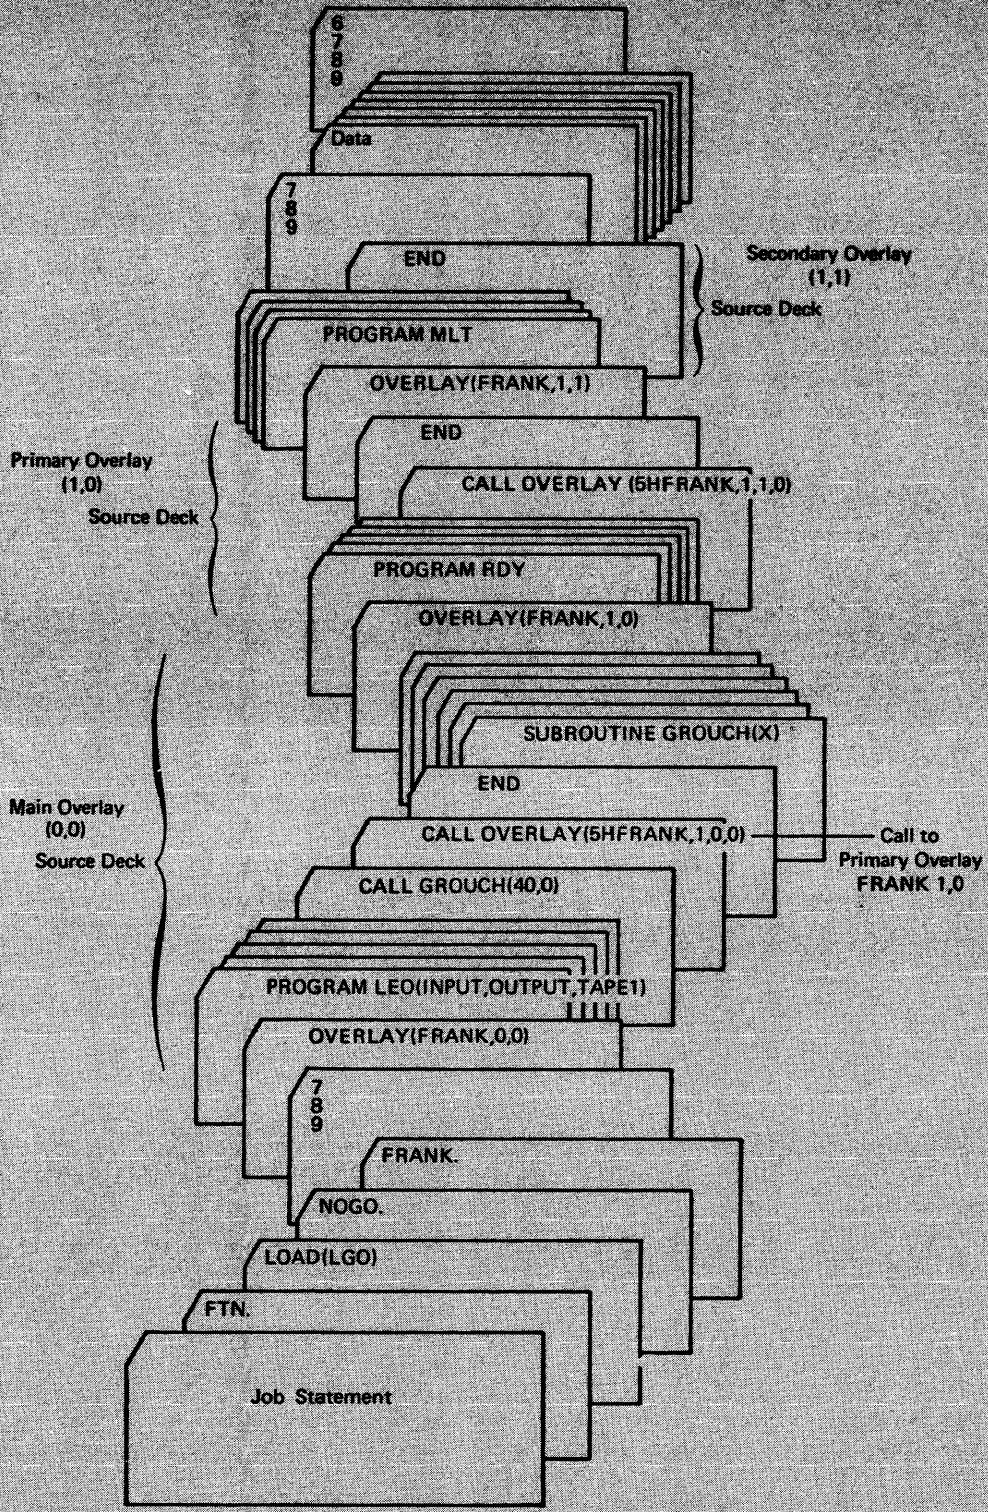 6
7
8
9
Data
7
8
9
END
Secondary Overlay
(1,1)
Source Deck
PROGRAM MLT
OVERLAY(FRANK,1,1)
END
Primary Overlay
(1,0)
Source Deck
CALL OVERLAY (5HFRANK,1,1,0)
PROGRAM RDY
OVERLAY(FRANK,1,0)
SUBROUTINE GROUCH(X)
END
Main Overlay
(0,0)
Source Deck
CALL OVERLAY(5HFRANK,1,0,0)
Call to
Primary Overlay
FRANK 1,0
CALL GROUCH(40,0)
PROGRAM LEO(INPUT,OUTPUT,TAPE1)
OVERLAY(FRANK,0,0)
7
8
9
FRANK.
NOGO.
LOAD(LGO)
FTN.
Job Statement